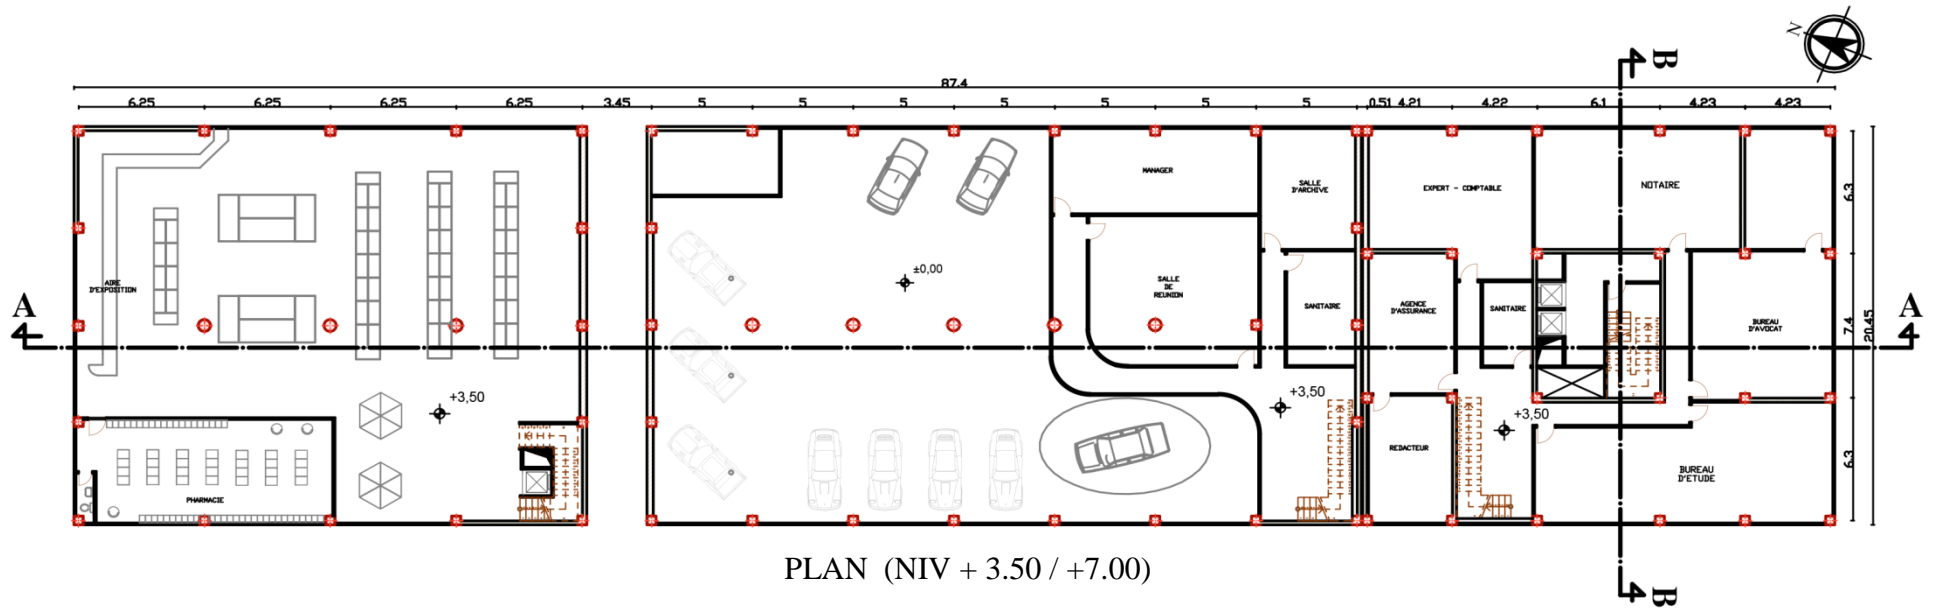 N
B
87.4
6.25 6.25 6.25 6.25 3.45 5 5 5 5 5 5 5 0.51 4.21 4.22 6.1 4.23 4.23
MANAGER
SALLE
D'ARCHIVE
EXPERT - COMPTABLE
NOTAIRE
6.3
AIRE
D'EXPOSITION
±0,00
SALLE
DE
REUNION
SANITAIRE
AGENCE
D'ASSURANCE
SANITAIRE
BUREAU
D'AVOCAT
7.4
20.45
A
A
+3,50
+3,50
+3,50
REDACTEUR
BUREAU
D'ETUDE
6.3
PHARMACIE
PLAN (NIV + 3.50 / +7.00)
B